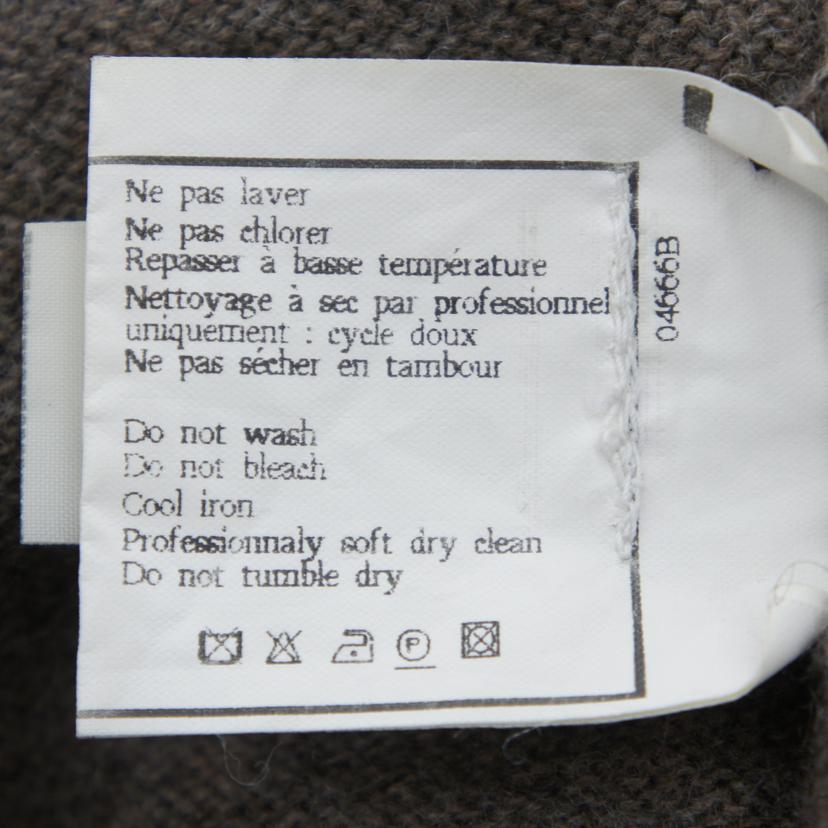 Ne pas laver
Ne pas chlorer
Repasser à basse température
Nettoyage à sec par professionnel
uniquement : cycle doux
Ne pas sécher en tambour
Do not wash
Do not bleach
Cool iron
Professionnaly soft dry clean
Do not tumble dry
P
04666B